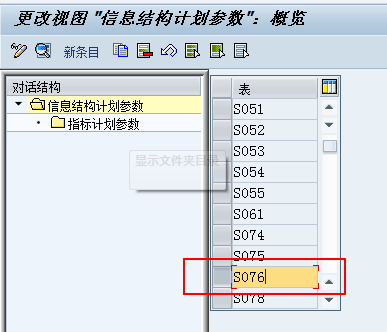 更改视图 "信息结构计划参数": 概览
新条目
对话结构
信息结构计划参数
指标计划参数
显示文件夹目录
表
S051
S052
S053
S054
S055
S061
S074
S075
S076
S078